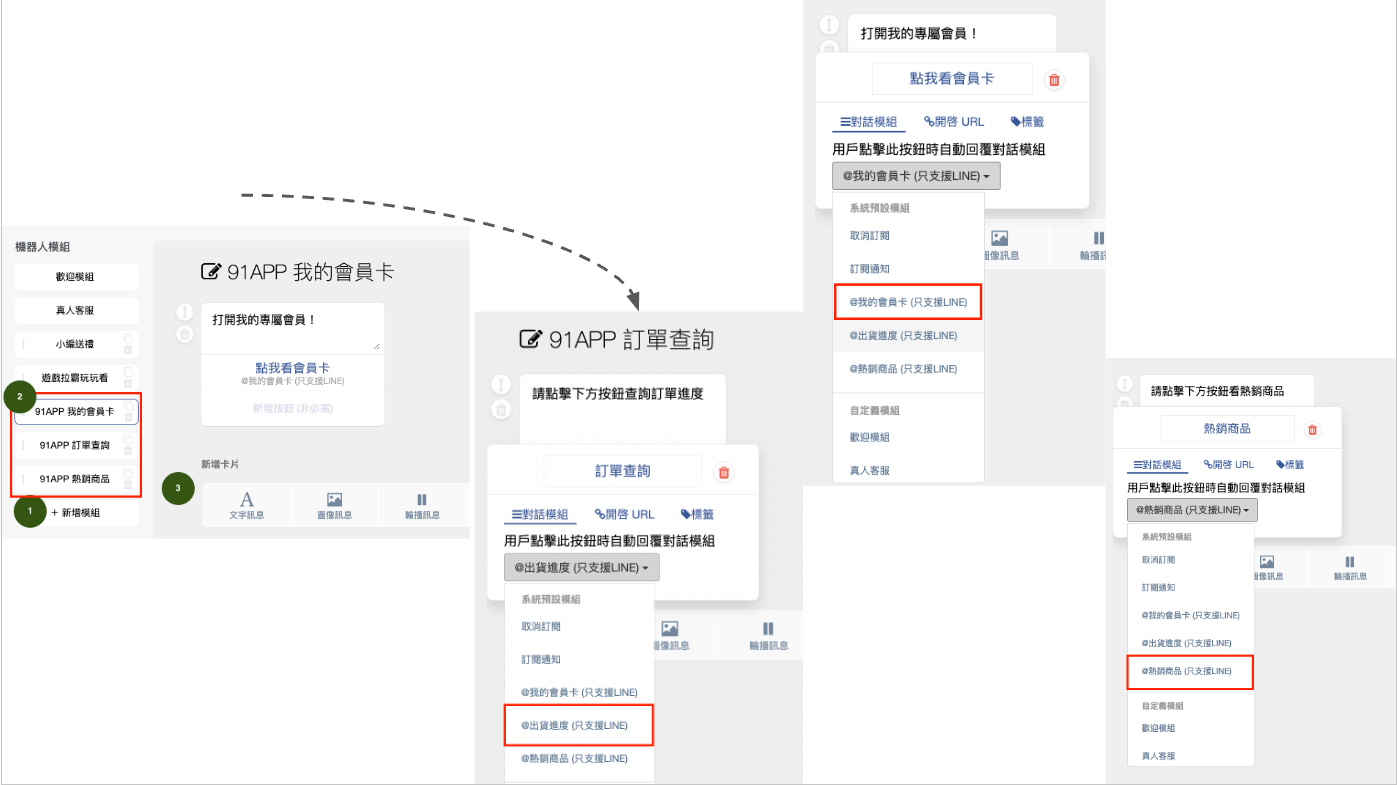 機器人模組
歡迎模組
真人客服
小編送禮
遊戲拉霸玩玩看
2
91APP 我的會員卡
91APP 訂單查詢
91APP 熱銷商品
1
+ 新增模組
91APP 我的會員卡
打開我的專屬會員！
點我看會員卡
@我的會員卡 (只支援LINE)
新增按鈕 (非必需)
新增卡片
3
A
文字訊息
圖像訊息
輪播訊息
91APP 訂單查詢
請點擊下方按鈕查詢訂單進度
訂單查詢
對話模組
開啓 URL
標籤
用戶點擊此按鈕時自動回覆對話模組
@出貨進度 (只支援LINE)
系統預設模組
取消訂閱
訂閱通知
@我的會員卡 (只支援LINE)
@出貨進度 (只支援LINE)
@熱銷商品 (只支援LINE)
圖像訊息
輪播訊息
打開我的專屬會員！
點我看會員卡
對話模組
開啓 URL
標籤
用戶點擊此按鈕時自動回覆對話模組
@我的會員卡 (只支援LINE)
系統預設模組
取消訂閱
訂閱通知
@我的會員卡 (只支援LINE)
@出貨進度 (只支援LINE)
@熱銷商品 (只支援LINE)
自定義模組
歡迎模組
真人客服
圖像訊息
輪播訊
請點擊下方按鈕看熱銷商品
熱銷商品
對話模組
開啓 URL
標籤
用戶點擊此按鈕時自動回覆對話模組
@熱銷商品 (只支援LINE)
系統預設模組
取消訂閱
訂閱通知
@我的會員卡 (只支援LINE)
@出貨進度 (只支援LINE)
@熱銷商品 (只支援LINE)
自定義模組
歡迎模組
真人客服
圖像訊息
輪播訊息